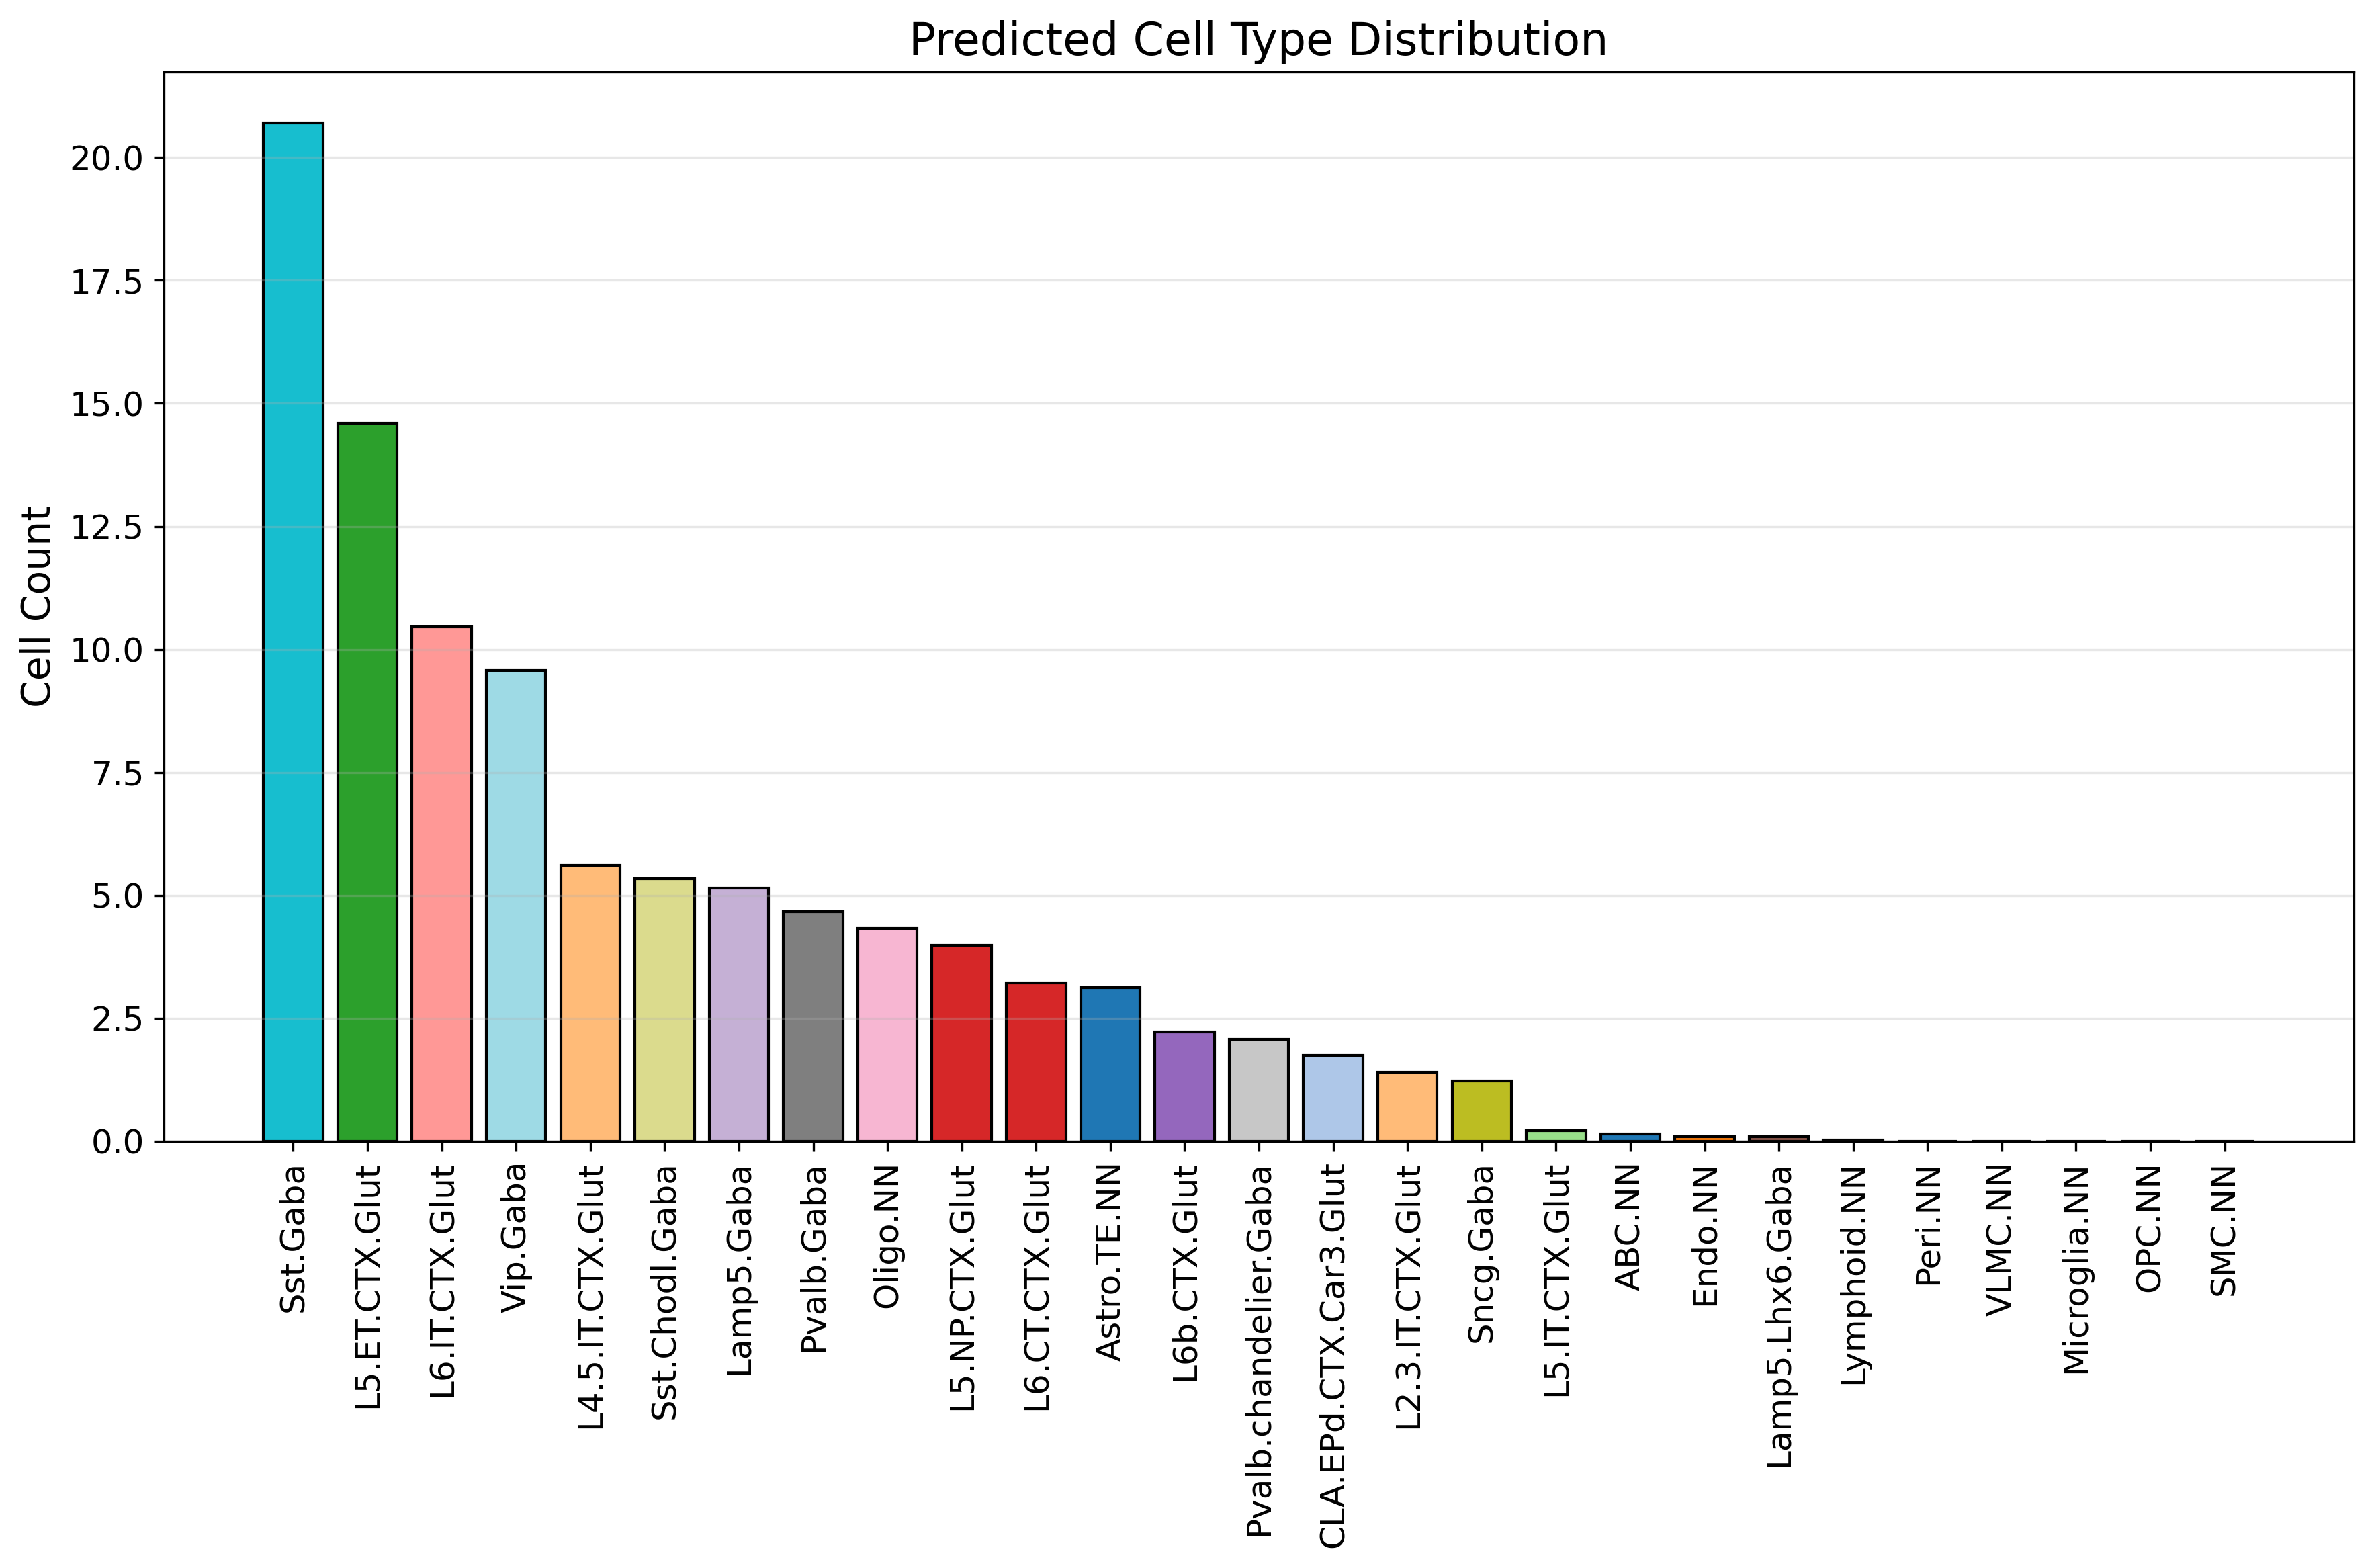 Predicted Cell Type Distribution
Cell Count
20.0
17.5
15.0
12.5
10.0
7.5
5.0
2.5
0.0
Sst.Gaba
L5.ET.CTX.Glut
L6.IT.CTX.Glut
Vip.Gaba
L4.5.IT.CTX.Glut
Sst.Chodl.Gaba
Lamp5.Gaba
Pvalb.Gaba
Oligo.NN
L5.NP.CTX.Glut
L6.CT.CTX.Glut
Astro.TE.NN
L6b.CTX.Glut
Pvalb.chandelier.Gaba
CLA.EPd.CTX.Car3.Glut
L2.3.IT.CTX.Glut
Sncg.Gaba
L5.IT.CTX.Glut
ABC.NN
Endo.NN
Lamp5.Lhx6.Gaba
Lymphoid.NN
Peri.NN
VLMC.NN
Microglia.NN
OPC.NN
SMC.NN